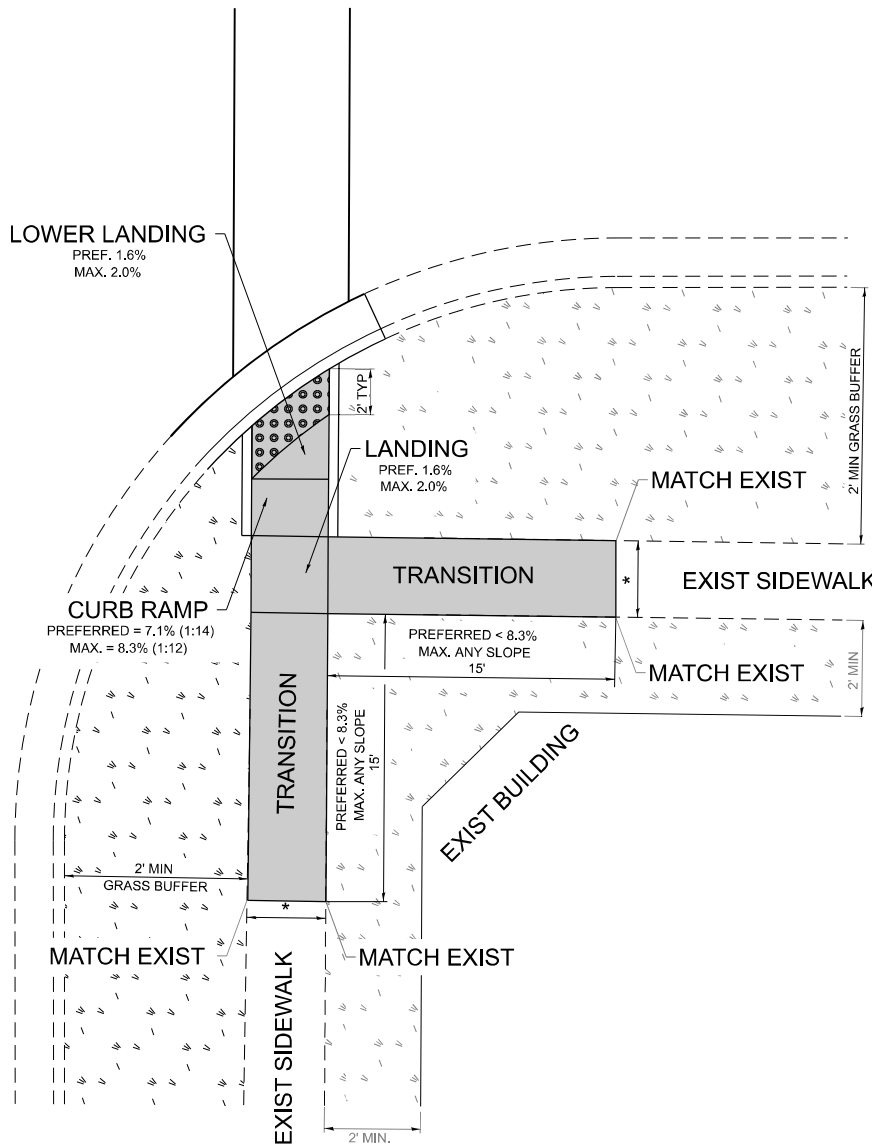 LOWER LANDING
PREF. 1.6%
MAX. 2.0%
2' TYP
LANDING
PREF. 1.6%
MAX. 2.0%
2' MIN GRASS BUFFER
MATCH EXIST
TRANSITION
*
EXIST SIDEWALK
CURB RAMP
PREFERRED = 7.1% (1:14)
MAX. = 8.3% (1:12)
PREFERRED < 8.3%
MAX. ANY SLOPE
15'
MATCH EXIST
2' MIN
TRANSITION
PREFERRED < 8.3%
MAX. ANY SLOPE
15'
EXIST BUILDING
2' MIN
GRASS BUFFER
*
MATCH EXIST
MATCH EXIST
EXIST SIDEWALK
2' MIN.